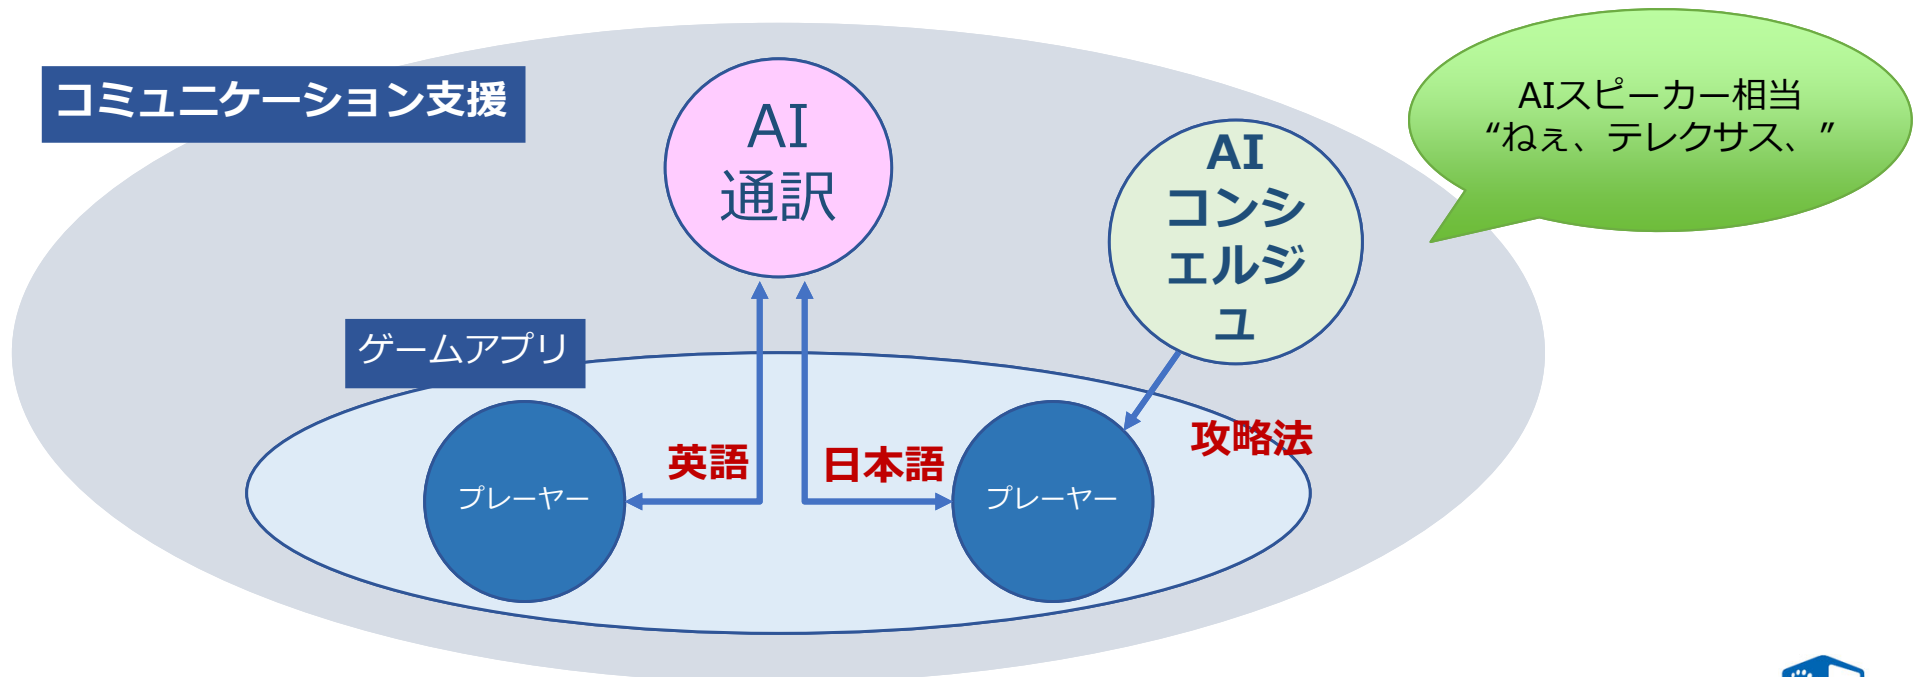 コミュニケーション支援
AI
通訳
AI
コンシ
ェルジ
ュ
AIスピーカー相当
“ねぇ、テレクサス、”
ゲームアプリ
英語
日本語
攻略法
プレーヤー
プレーヤー